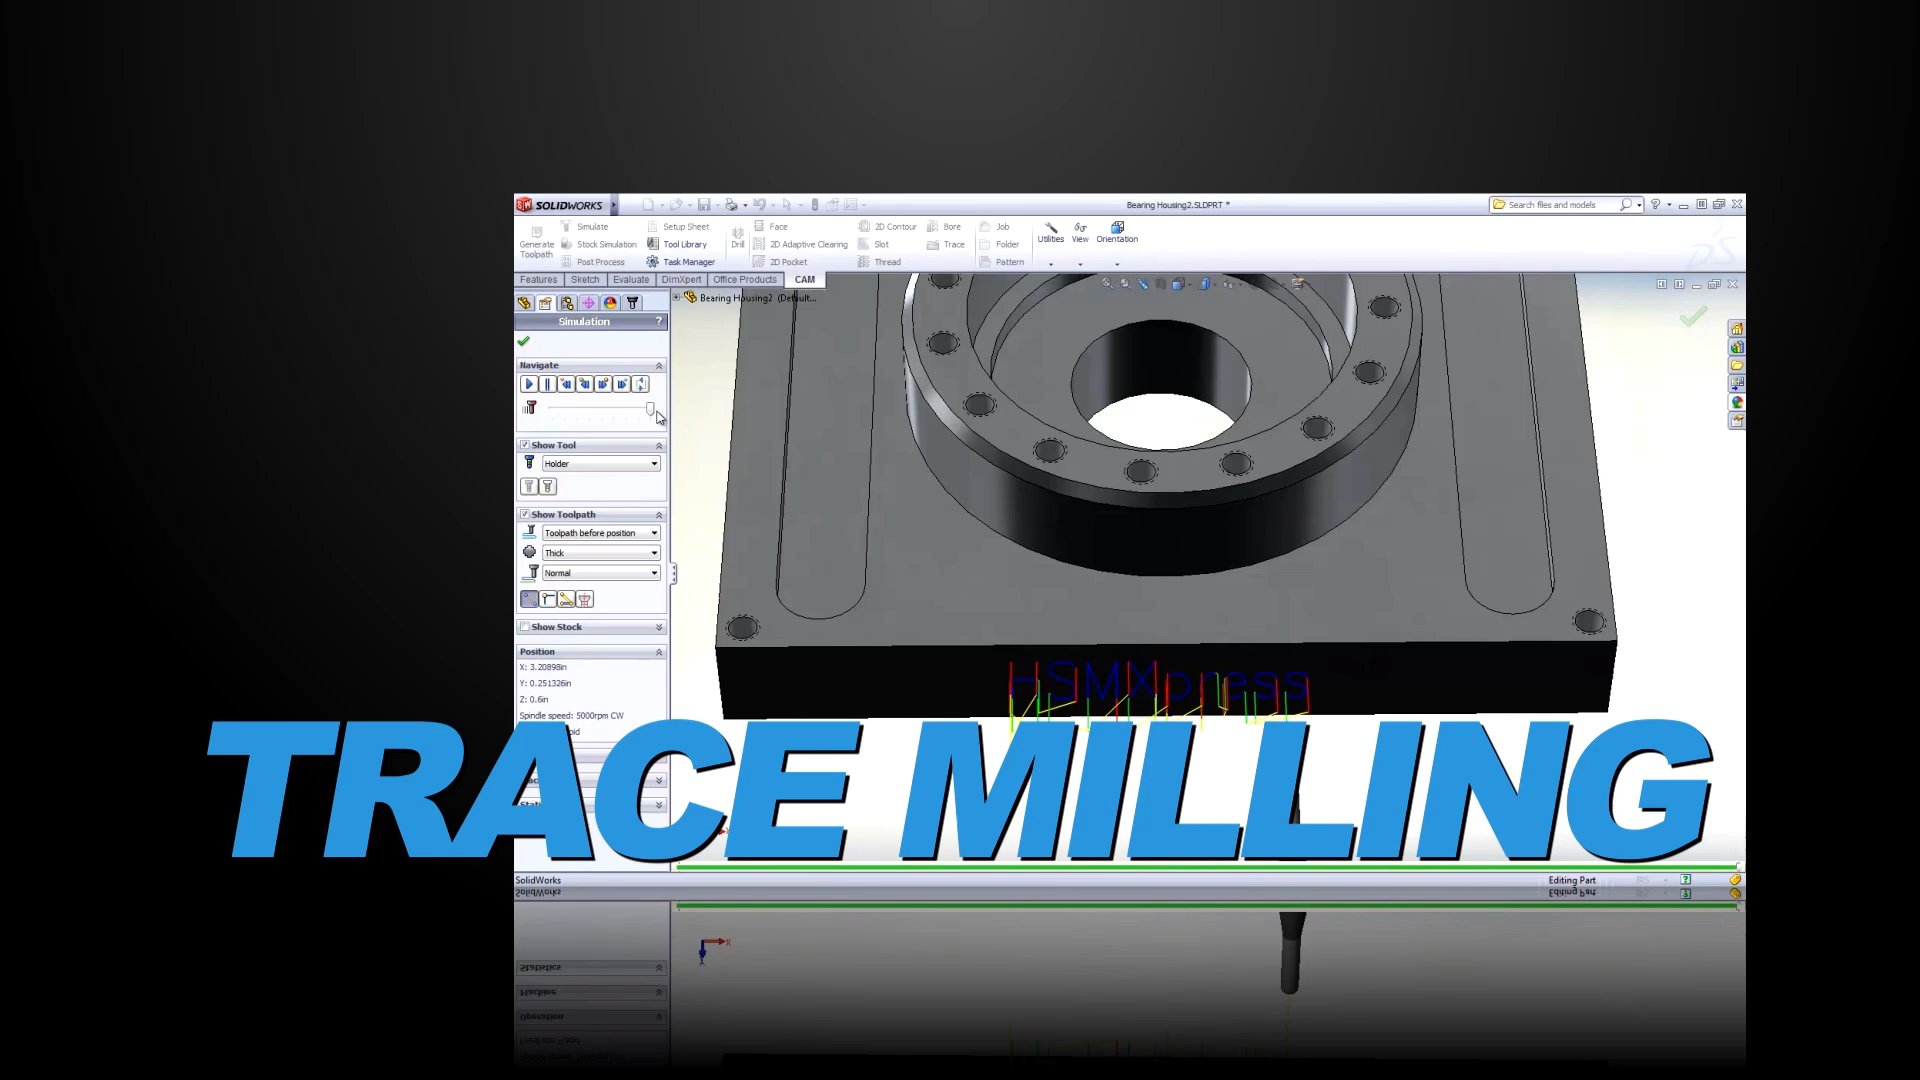 SOLIDWORKS
Bearing Housing2.SLDPRT *
Search files and models
Generate Toolpath
Simulate
Stock Simulation
Post Process
Setup Sheet
Tool Library
Task Manager
Drill
Face
2D Adaptive Clearing
2D Pocket
2D Contour
Slot
Thread
Bore
Trace
Job
Folder
Pattern
Utilities
View
Orientation
Features
Sketch
Evaluate
DimXpert
Office Products
CAM
Bearing Housing2 (Default...
Simulation
?
Navigate
Show Tool
Holder
Show Toolpath
Toolpath before position
Thick
Normal
Show Stock
Position
X: 3.20898in
Y: 0.251326in
Z: 0.6in
Spindle speed: 5000rpm CW
HSMXpress
TRACE MILLING
SolidWorks
Editing Part
X